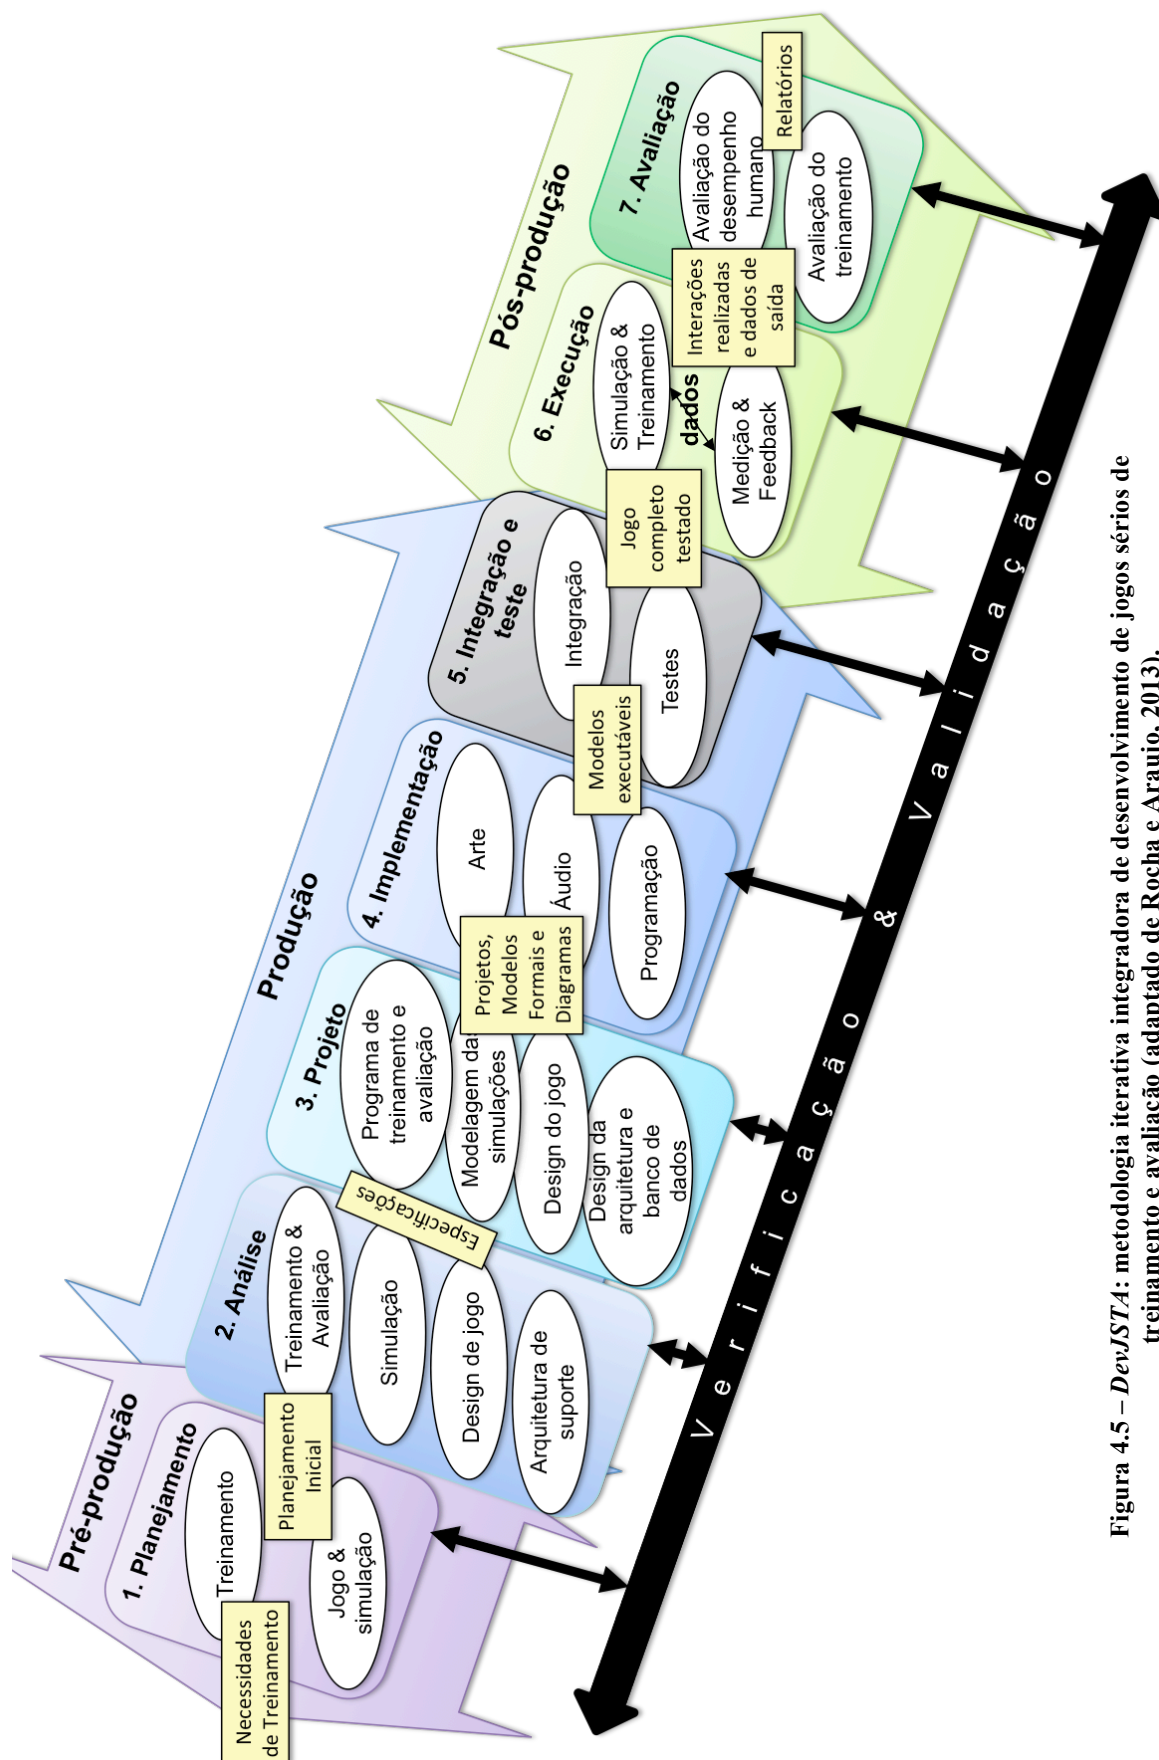 Pré-produção
1. Planejamento
Necessidades
de Treinamento
Treinamento
Jogo &
simulação
Planejamento
Inicial
Produção
2. Análise
Treinamento &
Avaliação
Simulação
Design de jogo
Arquitetura de
suporte
Especificações
3. Projeto
Programa de
treinamento e
avaliação
Modelagem das
simulações
Design do jogo
Design da
arquitetura e
banco de
dados
Projetos,
Modelos
Formais e
Diagramas
4. Implementação
Arte
Áudio
Programação
Modelos
executáveis
5. Integração e
teste
Integração
Testes
Jogo
completo
testado
Pós-produção
6. Execução
Simulação &
Treinamento
dados
Medição &
Feedback
Interações
realizadas
e dados de
saída
7. Avaliação
Avaliação do
desempenho
humano
Avaliação do
treinamento
Relatórios
Verificação & Validação
Figura 4.5 – DevJSTA: metodologia iterativa integradora de desenvolvimento de jogos sérios de
treinamento e avaliação (adaptado de Rocha e Araujo, 2013).